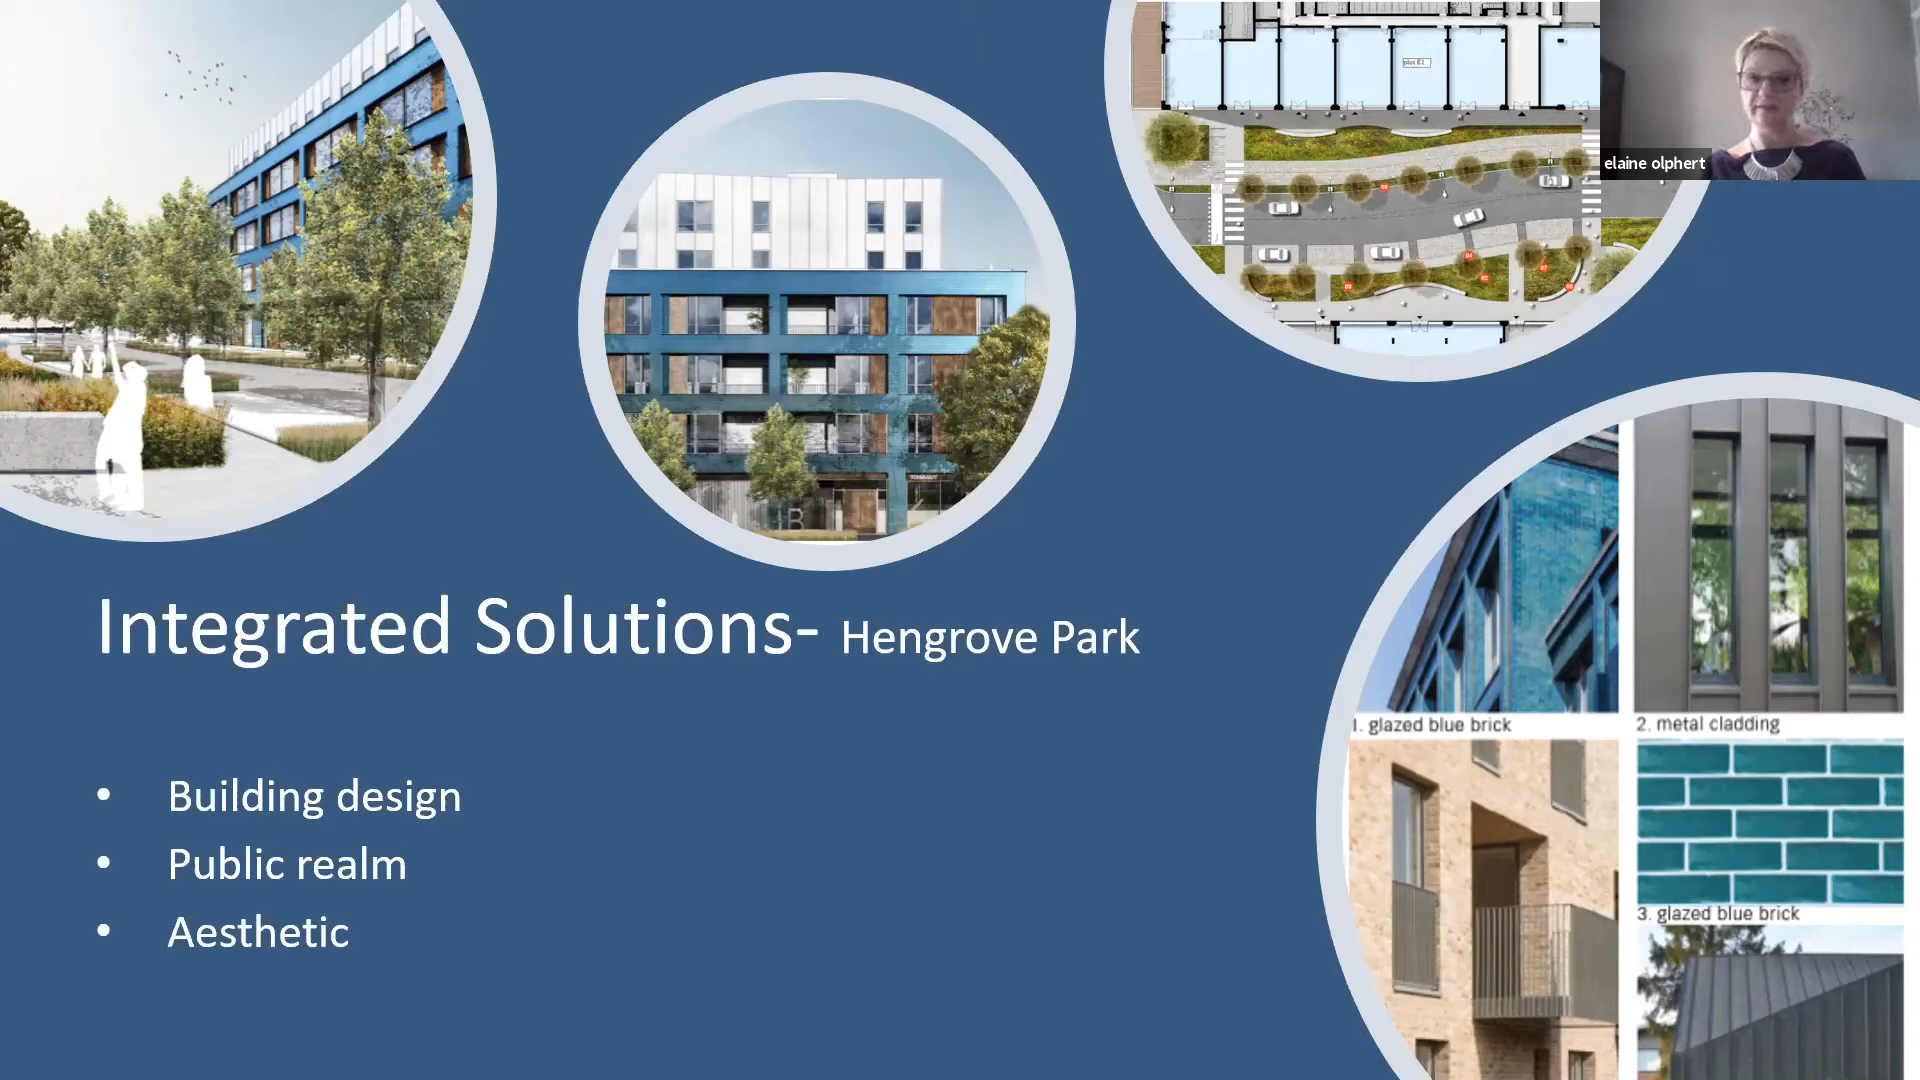 elaine olphert
Integrated Solutions- Hengrove Park
• Building design
• Public realm
• Aesthetic
1. glazed blue brick
2. metal cladding
3. glazed blue brick